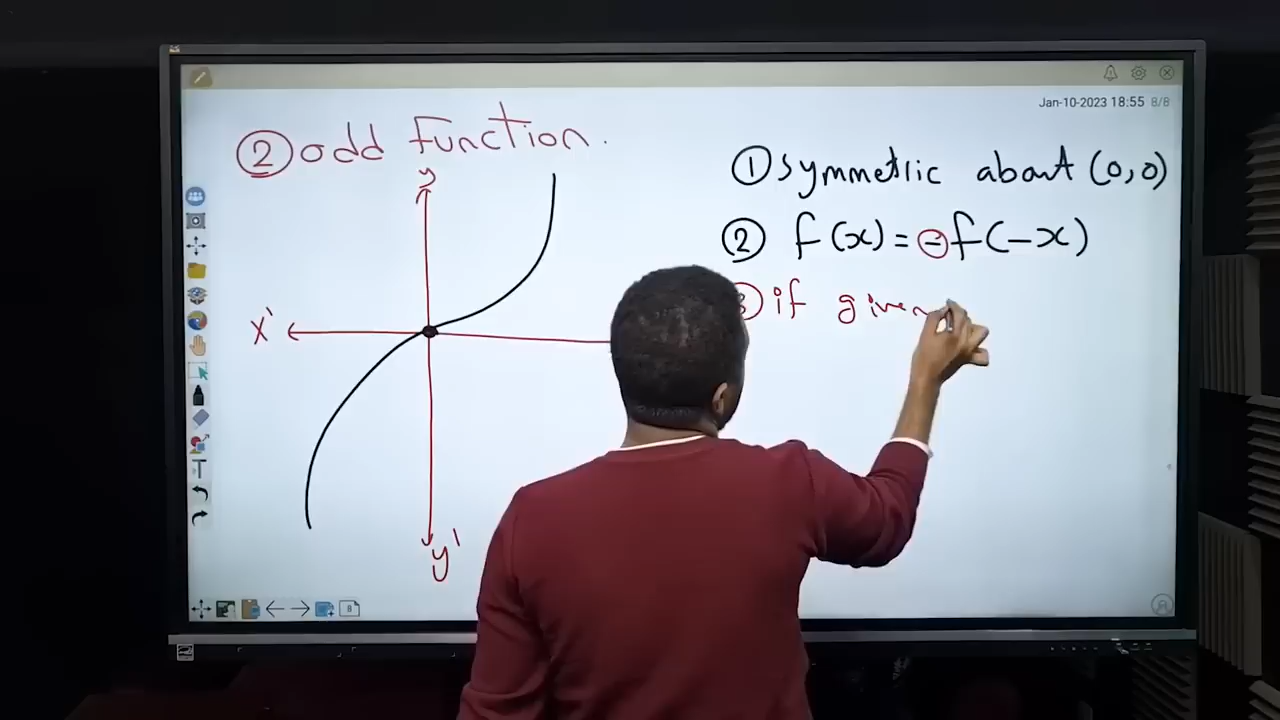 Jan-10-2023 18:55 8/8
② odd function.
① symmetric about (0,0)
② f(x) = -f(-x)
③ if given
y
x'
y'
8